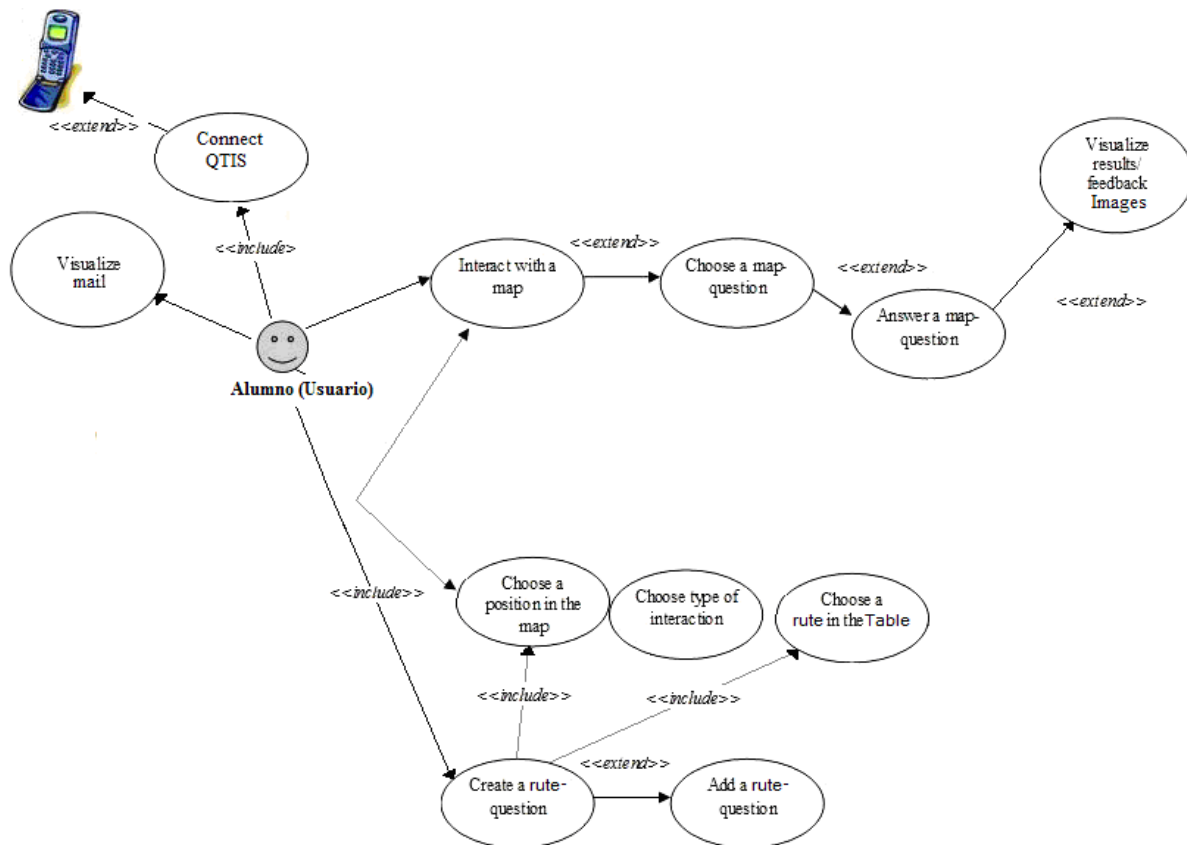 <<extend>>
Connect
QTIS
Visualize
mail
<<include>
Alumno (Usuario)
Interact with a
map
<<extend>>
Choose a map-
question
<<extend>>
Answer a map-
question
Visualize
results/
feedback
Images
<<extend>>
<<include>>
Choose a
position in the
map
Choose type of
interaction
Choose a
rute in the Table
<<include>>
<<include>>
Create a rute-
question
<<extend>>
Add a rute-
question